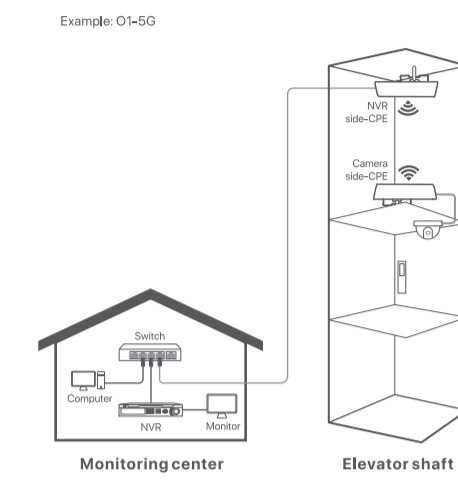 Example: O1-5G
NVR
side-CPE
Camera
side-CPE
Switch
Computer
NVR
Monitor
Monitoring center
Elevator shaft